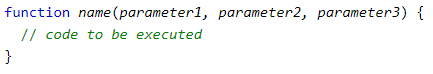 function name(parameter1, parameter2, parameter3) {
  // code to be executed
}